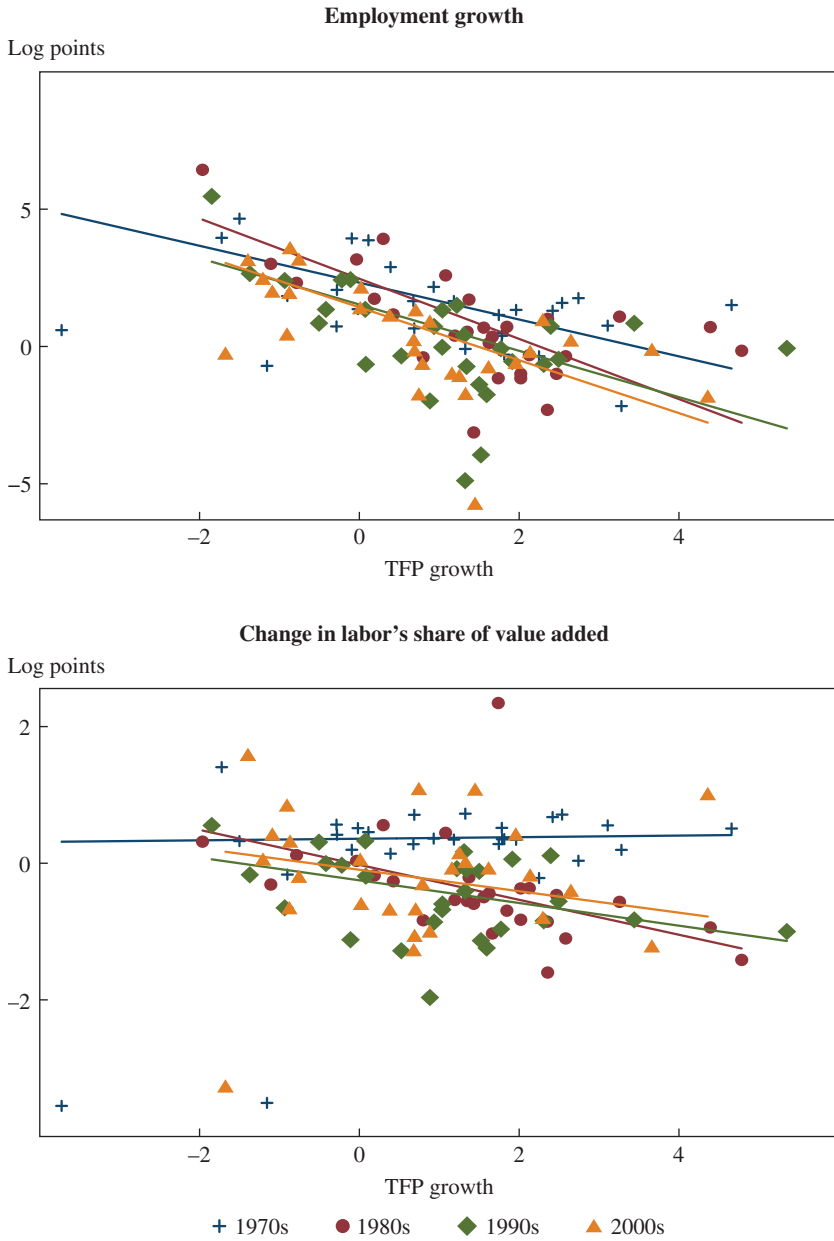 Employment growth
Log points
5
0
−5
−2 0 2 4
TFP growth
Change in labor's share of value added
Log points
2
0
−2
−2 0 2 4
TFP growth
1970s 1980s 1990s 2000s